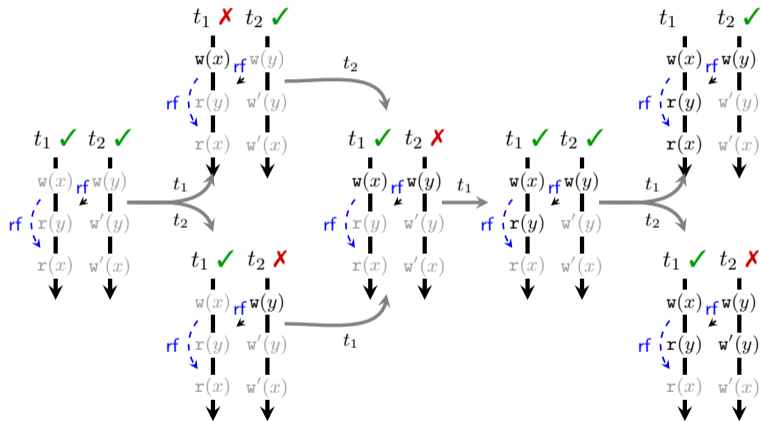 t₁ ✗ t₂ ✓
w(x) w(y)
rf
rf r(y) w′(y)
r(x) w′(x)
t₂
t₁ ✓ t₂ ✓
w(x) w(y)
rf
rf r(y) w′(y)
r(x) w′(x)
t₁
t₂
t₁ ✓ t₂ ✗
w(x) w(y)
rf
rf r(y) w′(y)
r(x) w′(x)
t₁
t₁ ✓ t₂ ✗
w(x) w(y)
rf
rf r(y) w′(y)
r(x) w′(x)
t₁
t₁ ✓ t₂ ✓
w(x) w(y)
rf
rf r(y) w′(y)
r(x) w′(x)
t₁
t₂
t₁ t₂ ✓
w(x) w(y)
rf
rf r(y) w′(y)
r(x) w′(x)
t₁ ✓ t₂ ✗
w(x) w(y)
rf
rf r(y) w′(y)
r(x) w′(x)